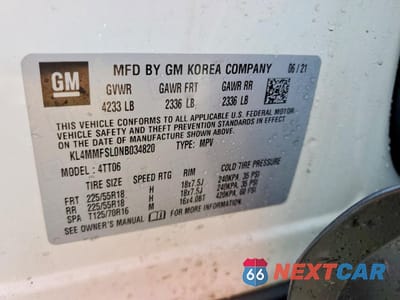 GM
MFD BY GM KOREA COMPANY 06/21
GVWR GAWR FRT GAWR RR
4233 LB 2336 LB 2336 LB
THIS VEHICLE CONFORMS TO ALL APPLICABLE U.S. FEDERAL MOTOR
VEHICLE SAFETY, BUMPER, AND THEFT PREVENTION STANDARDS IN
EFFECT ON THE DATE OF MANUFACTURE SHOWN ABOVE.
KL4MMFSL0NB034820 TYPE: MPV
MODEL : 4TT06
TIRE SIZE SPEED RTG RIM COLD TIRE PRESSURE
FRT 225/55R18 H 18x7.5J 240KPA, 35 PSI
RR 225/55R18 H 18x7.5J 240KPA, 35 PSI
SPA T125/70R16 M 16x4.0BT 420KPA, 60 PSI
SEE OWNER'S MANUAL FOR MORE INFORMATION.
66 NEXTCAR